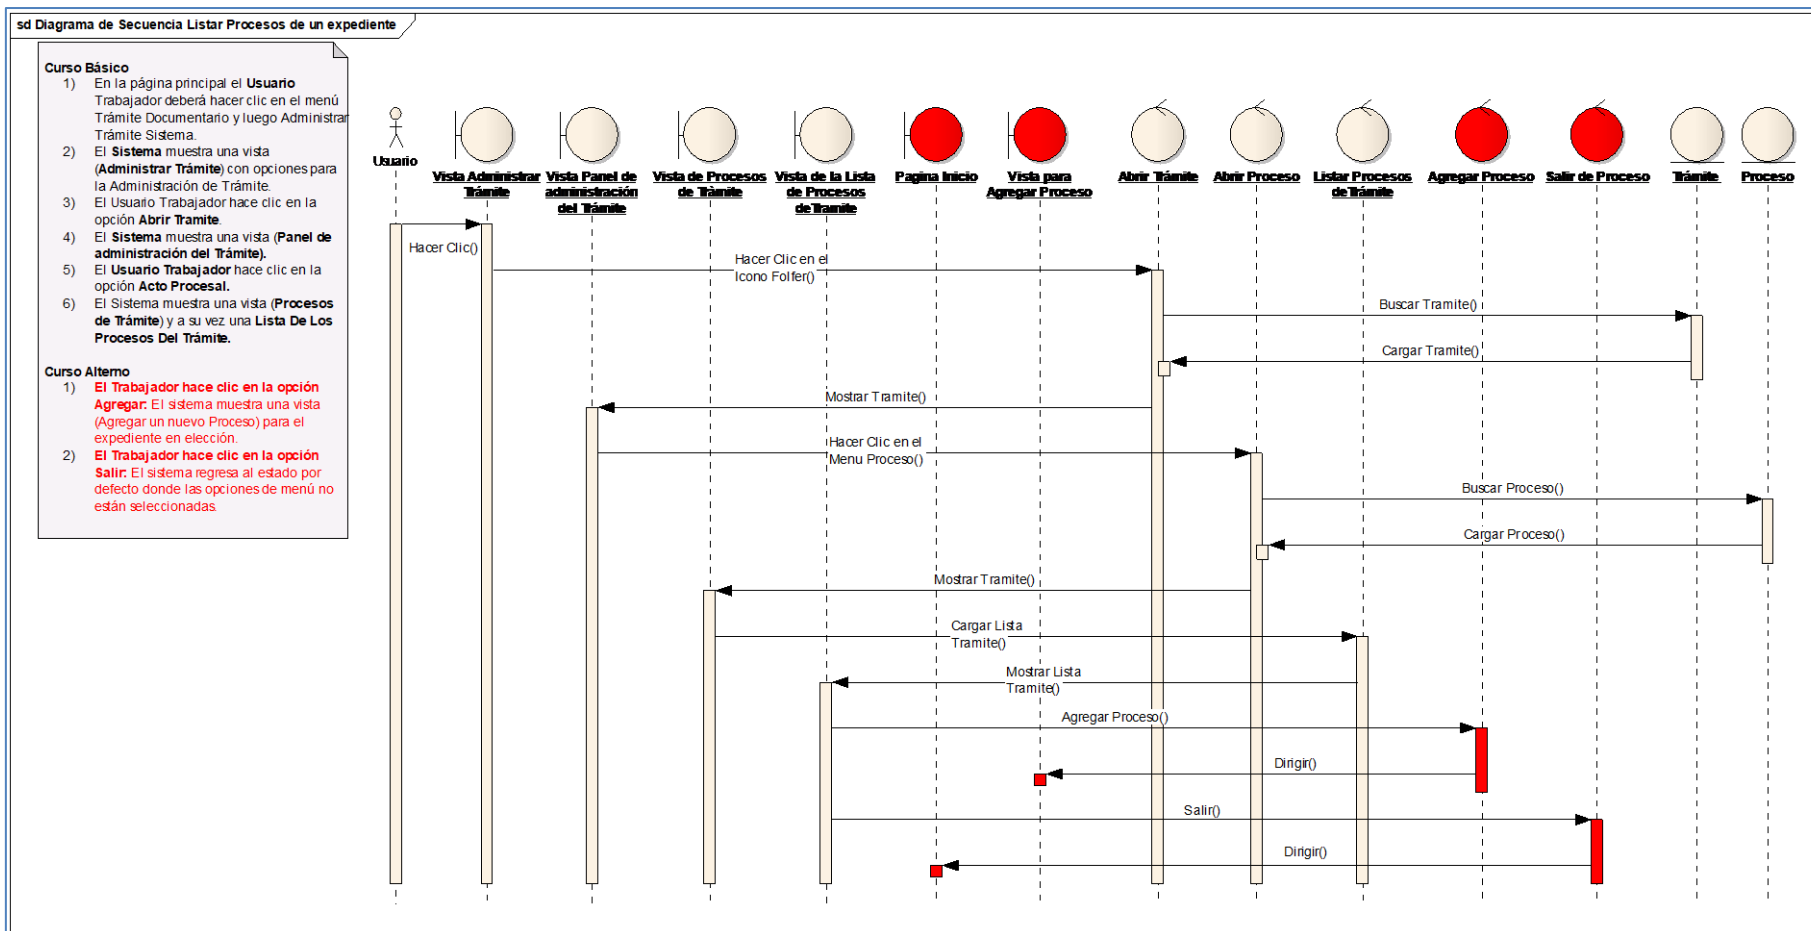 sd Diagrama de Secuencia Listar Procesos de un expediente
Curso Básico
1) En la página principal el Usuario
Trabajador deberá hacer clic en el menú
Trámite Documentario y luego Administrar
Trámite Sistema.
2) El Sistema muestra una vista
(Administrar Trámite) con opciones para
la Administración de Trámite.
3) El Usuario Trabajador hace clic en la
opción Abrir Tramite.
4) El Sistema muestra una vista (Panel de
administración del Trámite).
5) El Usuario Trabajador hace clic en la
opción Acto Procesal.
6) El Sistema muestra una vista (Procesos
de Trámite) y a su vez una Lista De Los
Procesos Del Trámite.
Curso Alterno
1) El Trabajador hace clic en la opción
Agregar: El sistema muestra una vista
(Agregar un nuevo Proceso) para el
expediente en elección.
2) El Trabajador hace clic en la opción
Salir: El sistema regresa al estado por
defecto donde las opciones de menú no
están seleccionadas.
Usuario
Vista Administrar
Trámite
Vista Panel de
administración
del Trámite
Vista de Procesos
de Tràmite
Vista de la Lista
de Procesos
de Tramite
Pagina Inicio
Vista para
Agregar Proceso
Abrir Trámite
Abrir Proceso
Listar Procesos
de Trámite
Agregar Proceso
Salir de Proceso
Trámite
Proceso
Hacer Clic()
Hacer Clic en el
Icono Folfer()
Buscar Tramite()
Cargar Tramite()
Mostrar Tramite()
Hacer Clic en el
Menu Proceso()
Buscar Proceso()
Cargar Proceso()
Mostrar Tramite()
Cargar Lista
Tramite()
Mostrar Lista
Tramite()
Agregar Proceso()
Dirigir()
Salir()
Dirigir()